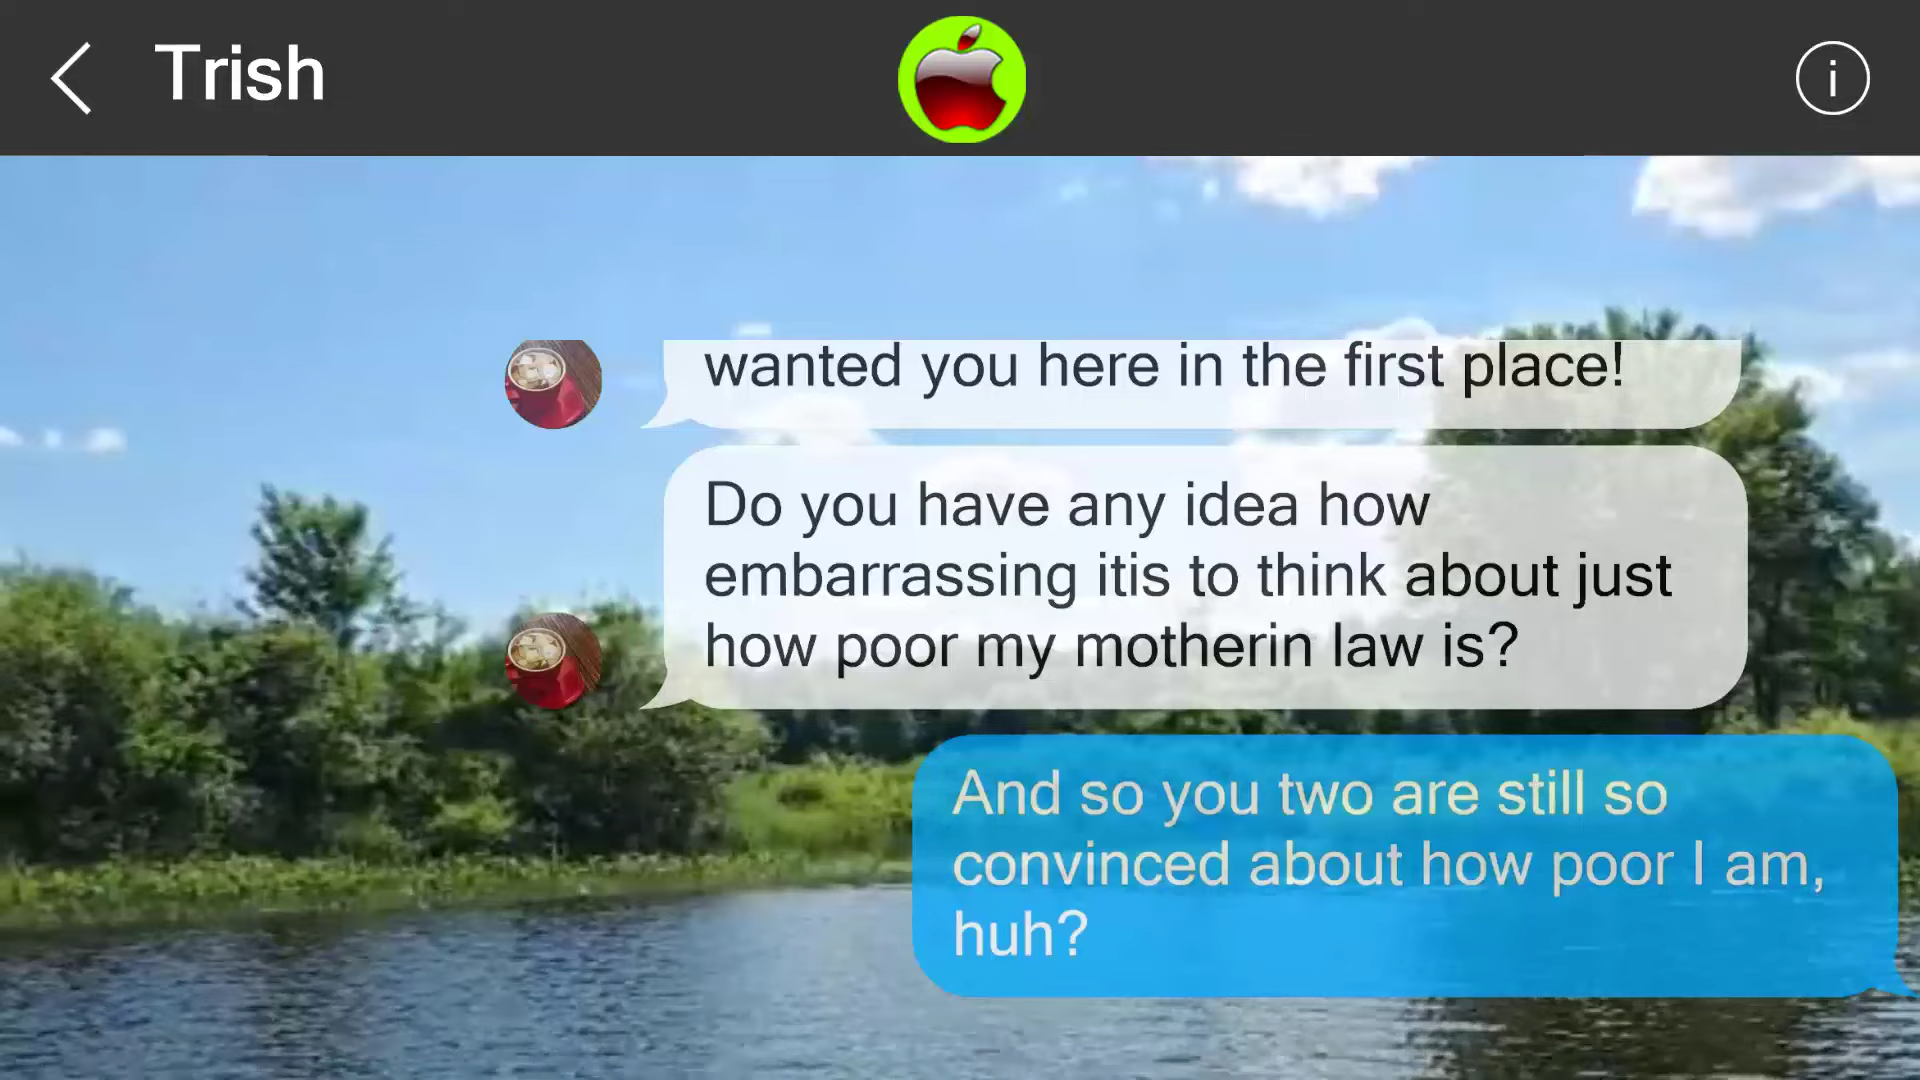 Trish
i
wanted you here in the first place!
Do you have any idea how
embarrassing itis to think about just
how poor my motherin law is?
And so you two are still so
convinced about how poor I am,
huh?